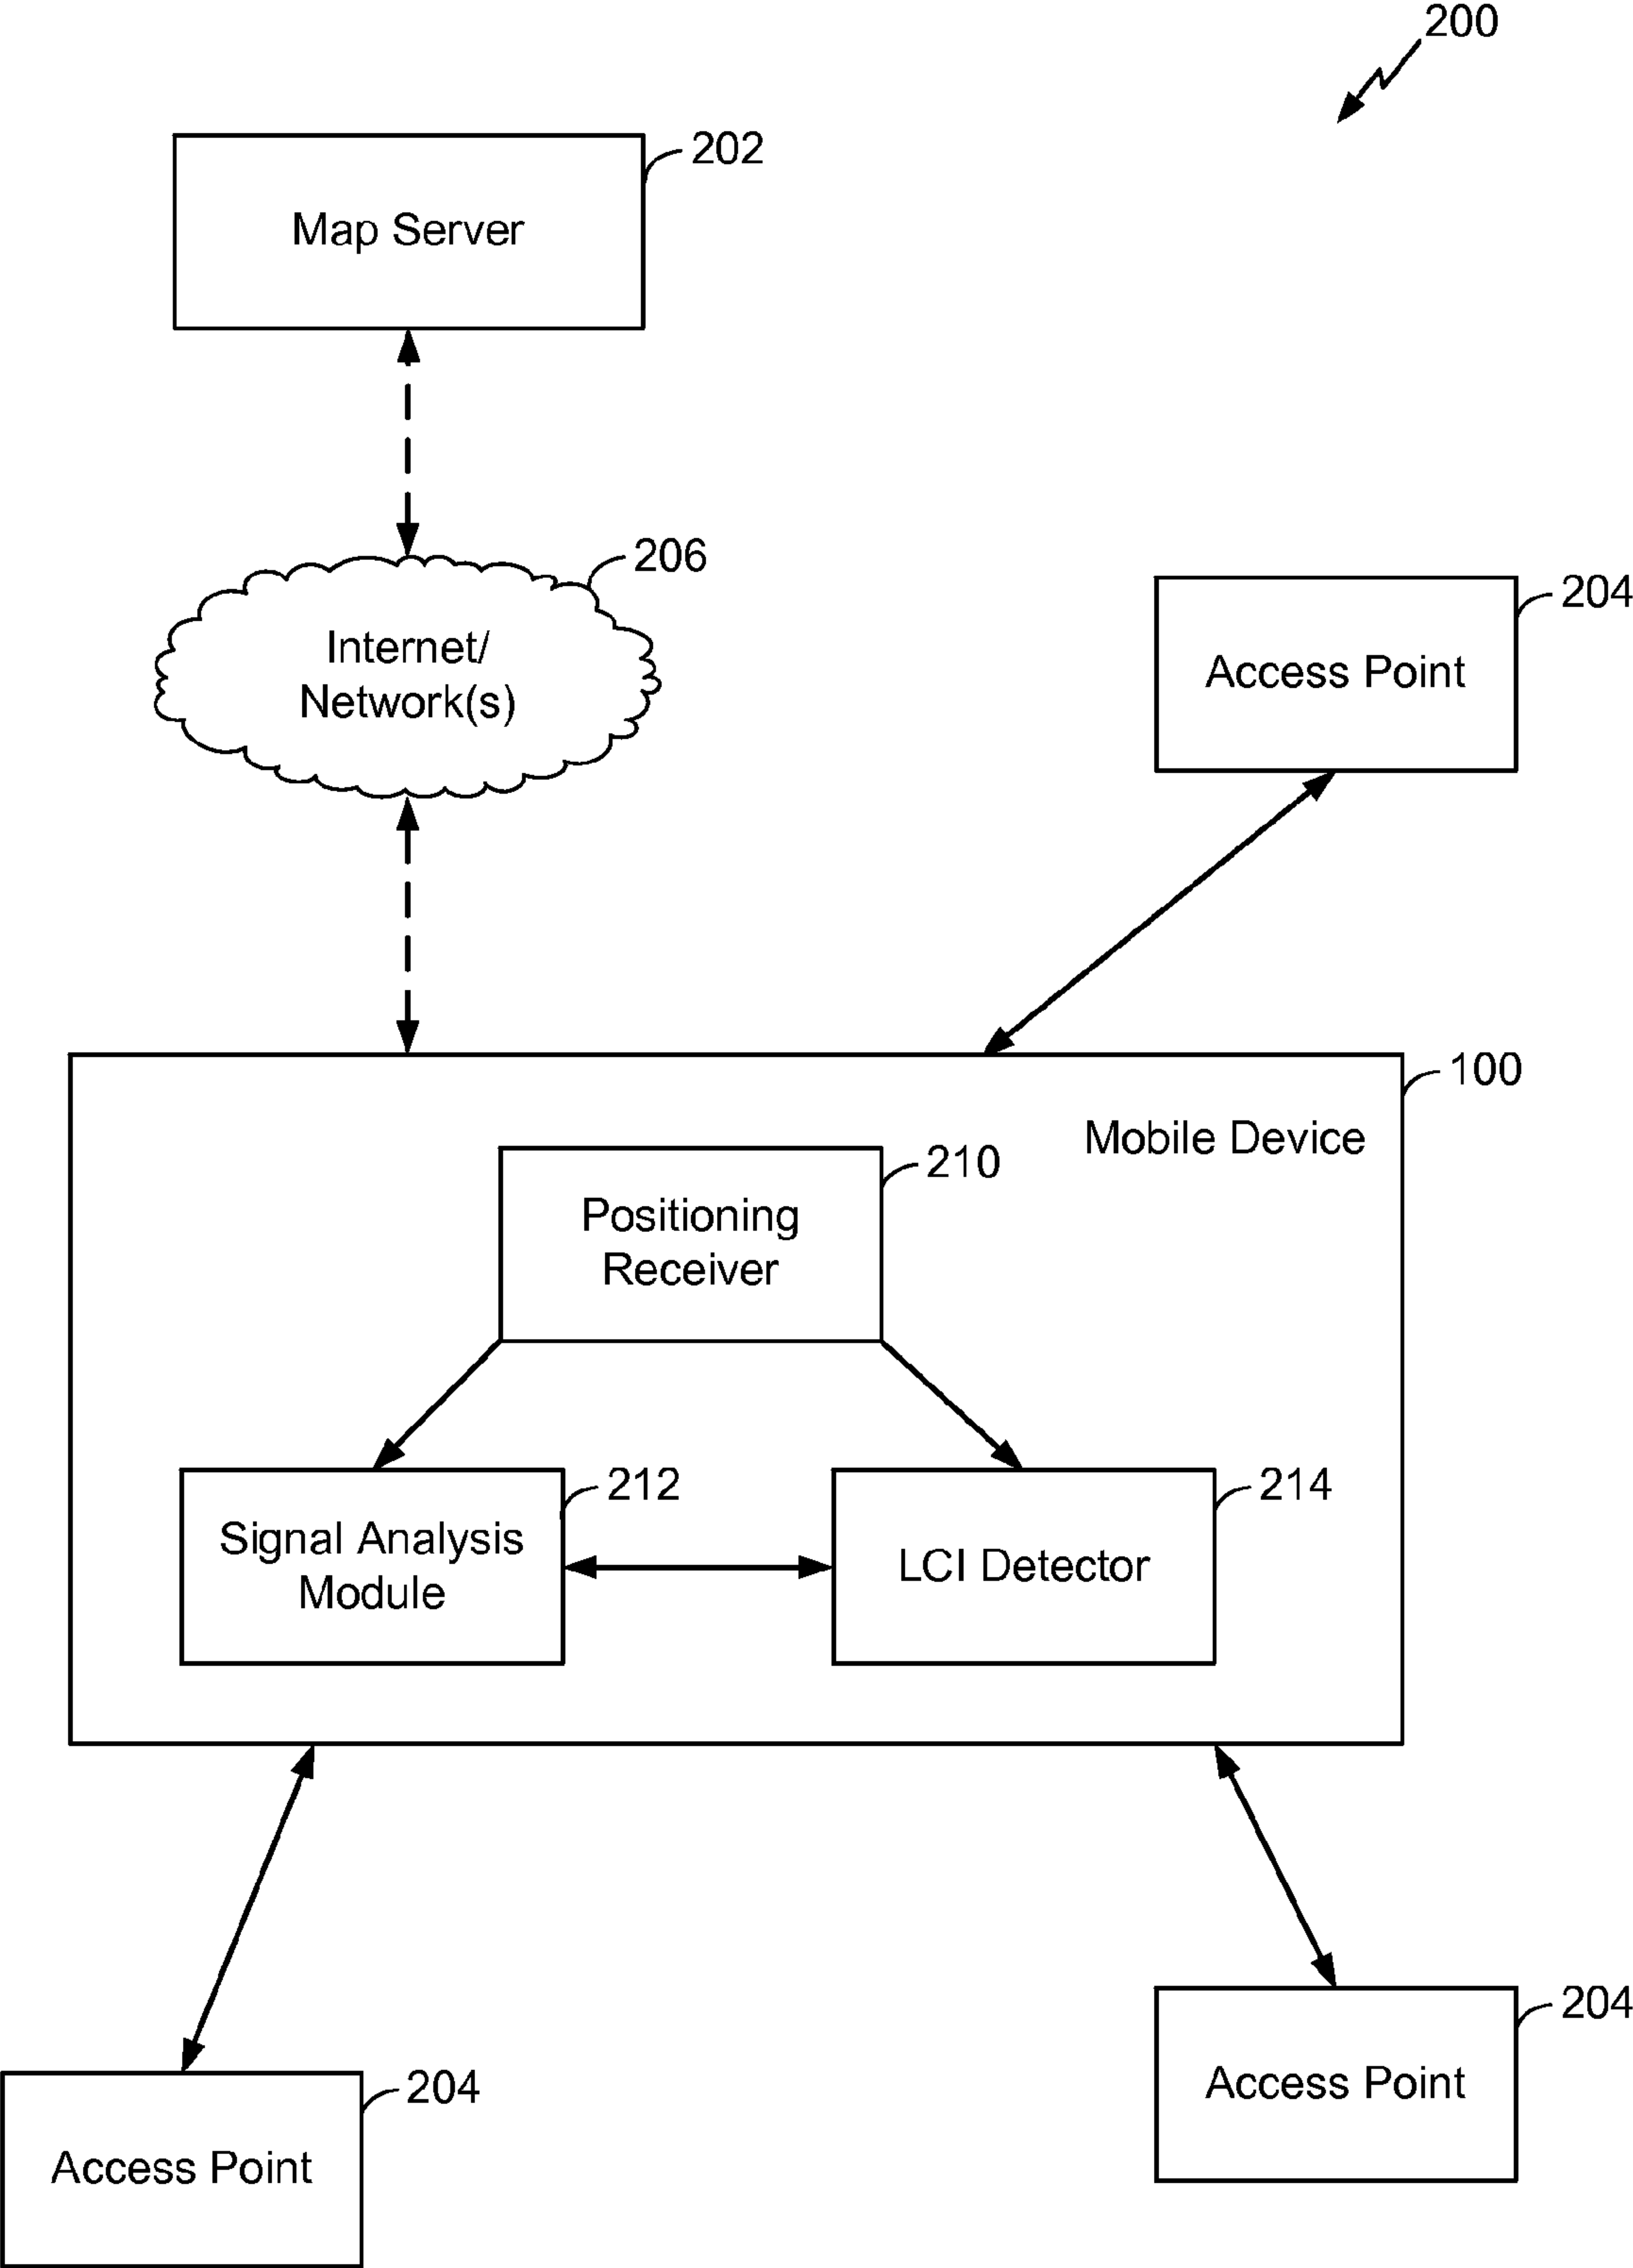 200
202
Map Server
206
Internet/
Network(s)
204
Access Point
100
Mobile Device
210
Positioning
Receiver
212
Signal Analysis
Module
214
LCI Detector
204
Access Point
204
Access Point